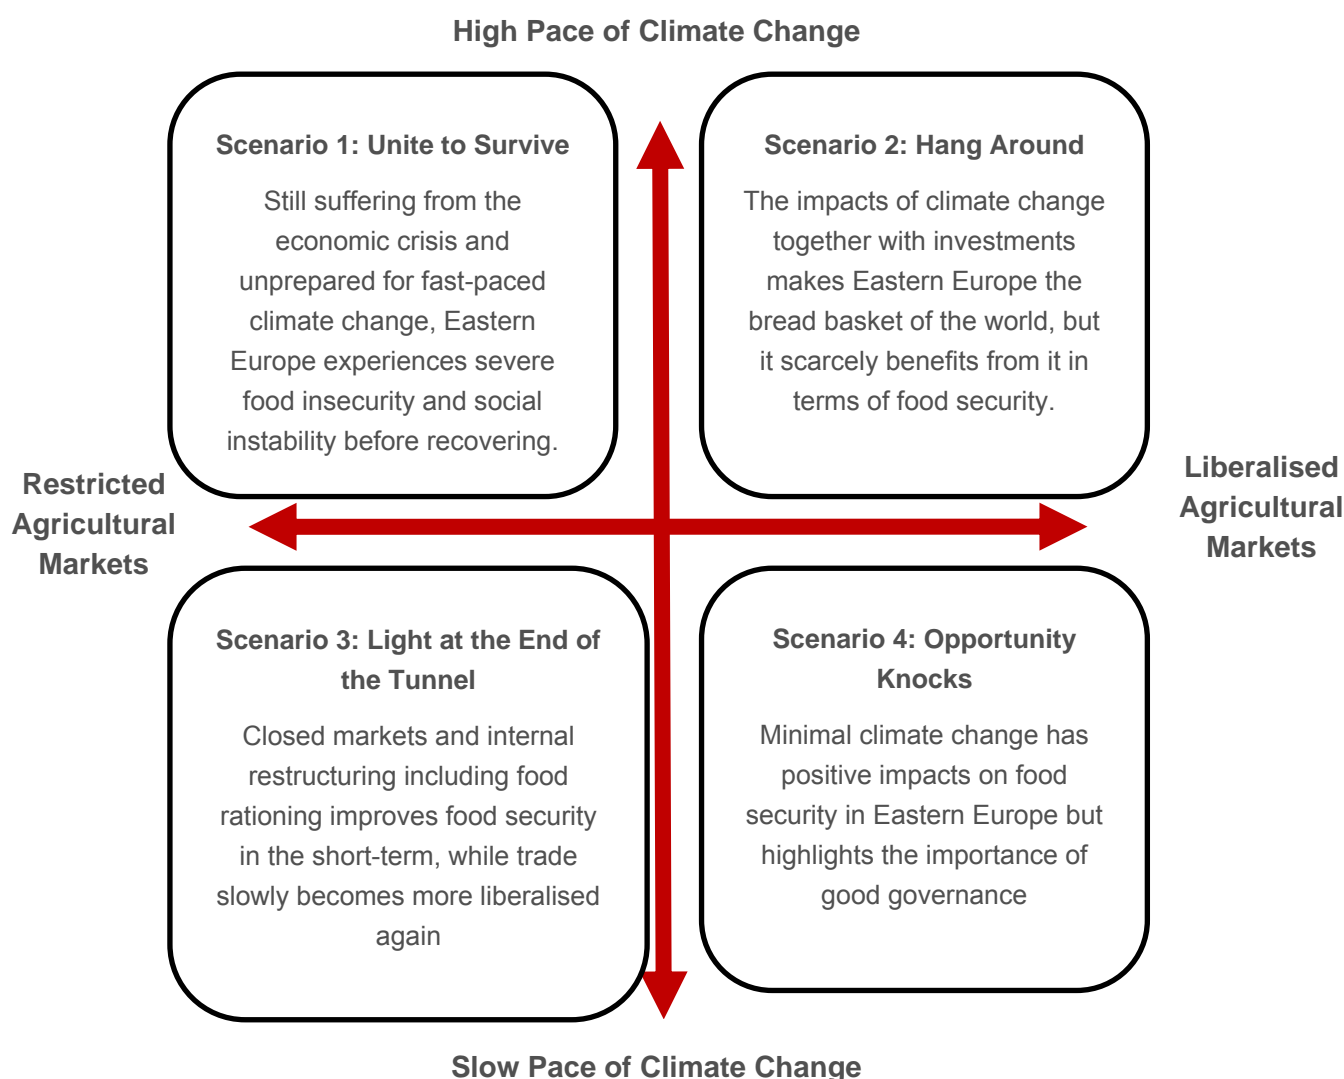 High Pace of Climate Change
Scenario 1: Unite to Survive
Still suffering from the
economic crisis and
unprepared for fast-paced
climate change, Eastern
Europe experiences severe
food insecurity and social
instability before recovering.
Scenario 2: Hang Around
The impacts of climate change
together with investments
makes Eastern Europe the
bread basket of the world, but
it scarcely benefits from it in
terms of food security.
Restricted
Agricultural
Markets
Liberalised
Agricultural
Markets
Scenario 3: Light at the End of
the Tunnel
Closed markets and internal
restructuring including food
rationing improves food security
in the short-term, while trade
slowly becomes more liberalised
again
Scenario 4: Opportunity
Knocks
Minimal climate change has
positive impacts on food
security in Eastern Europe but
highlights the importance of
good governance
Slow Pace of Climate Change